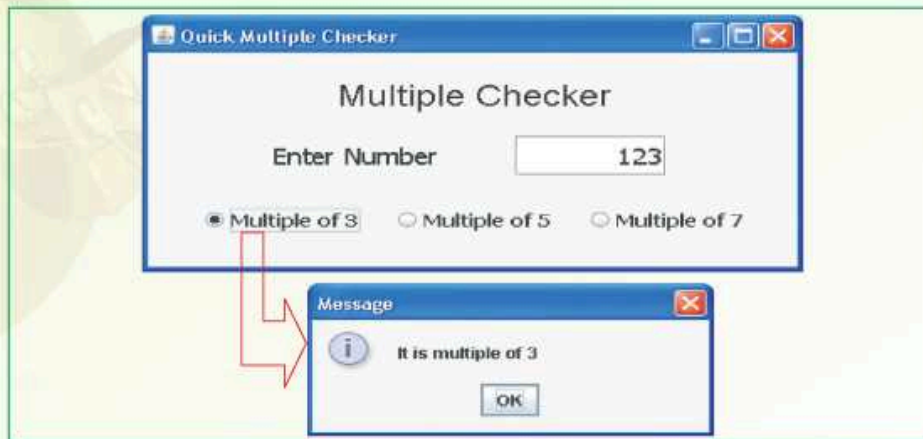 Quick Multiple Checker
Multiple Checker
Enter Number 123
Multiple of 3 Multiple of 5 Multiple of 7
Message
It is multiple of 3
OK